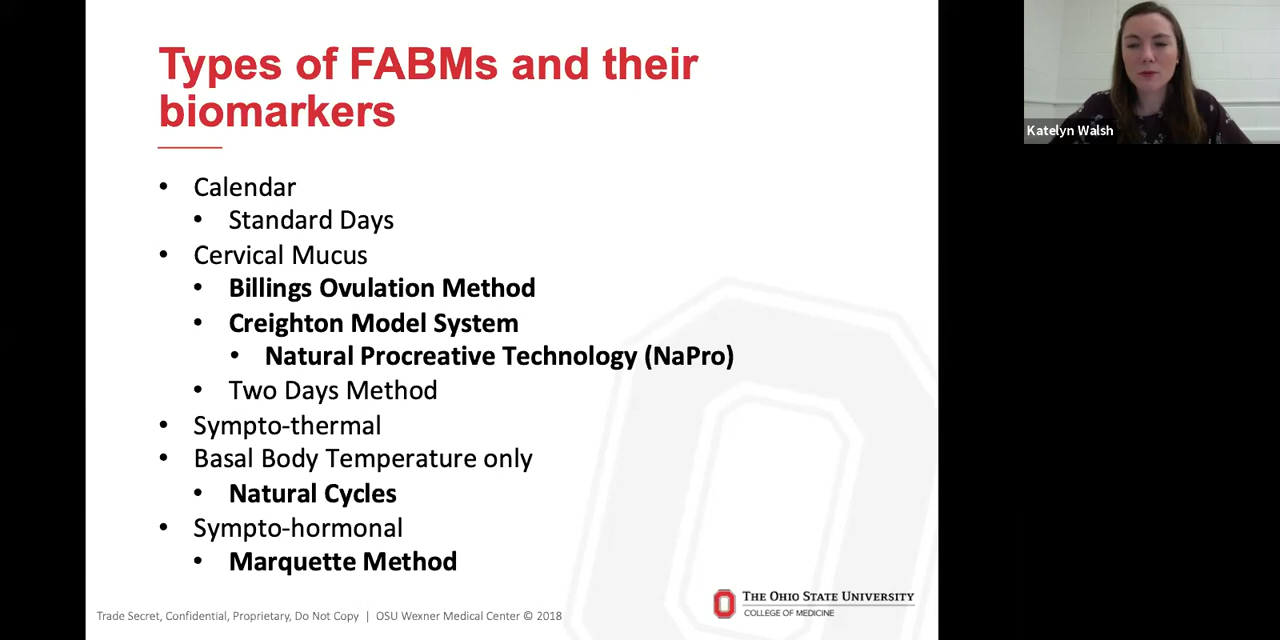 Types of FABMs and their
biomarkers
• Calendar
• Standard Days
• Cervical Mucus
• Billings Ovulation Method
• Creighton Model System
• Natural Procreative Technology (NaPro)
• Two Days Method
• Sympto-thermal
• Basal Body Temperature only
• Natural Cycles
• Sympto-hormonal
• Marquette Method
Trade Secret, Confidential, Proprietary, Do Not Copy | OSU Wexner Medical Center © 2018
THE OHIO STATE UNIVERSITY
COLLEGE OF MEDICINE
Katelyn Walsh